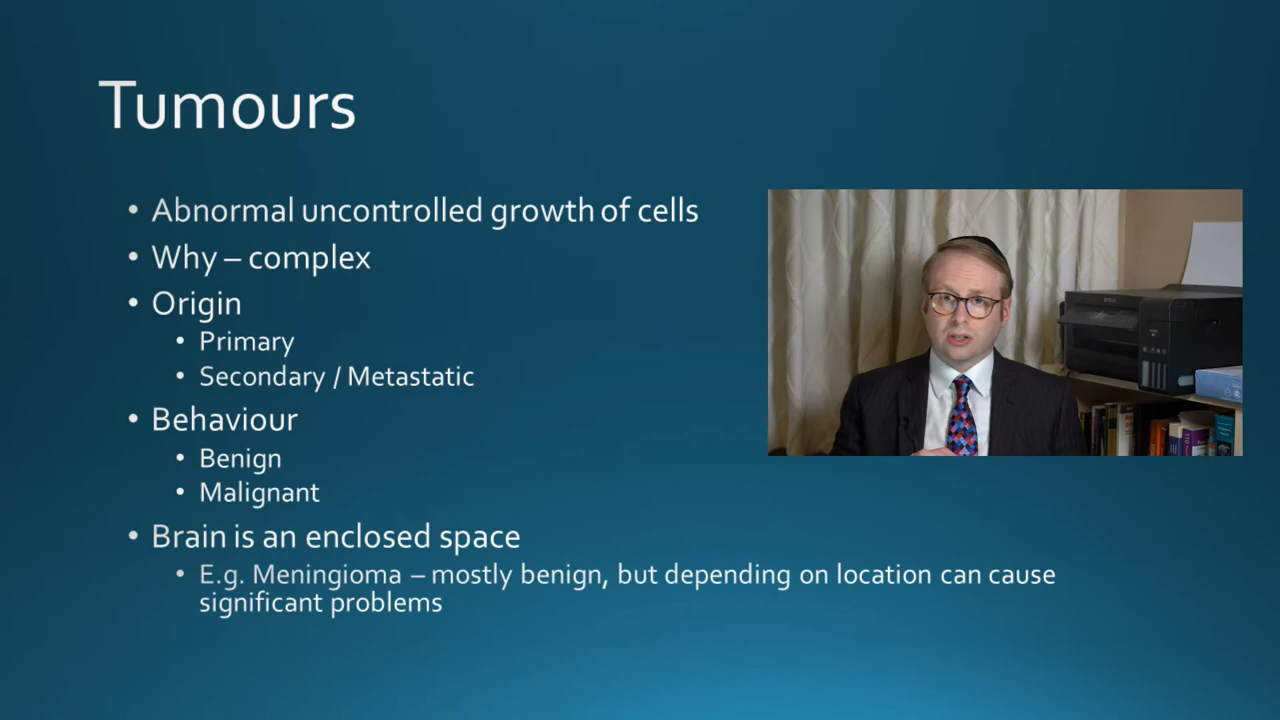 Tumours
• Abnormal uncontrolled growth of cells
• Why – complex
• Origin
• Primary
• Secondary / Metastatic
• Behaviour
• Benign
• Malignant
• Brain is an enclosed space
• E.g. Meningioma – mostly benign, but depending on location can cause
significant problems
EPSON